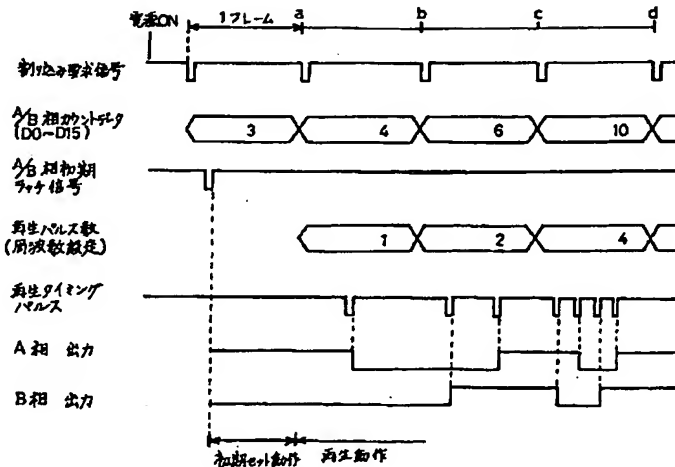 電源ON
1フレーム
a
b
c
d
割り込み要求信号
A/B相カウントデータ
(D0〜D15)
3
4
6
10
A/B相初期
ラッチ信号
再生パルス数
(周波数設定)
1
2
4
再生タイミング
パルス
A相 出力
B相 出力
初期セット動作
再生動作